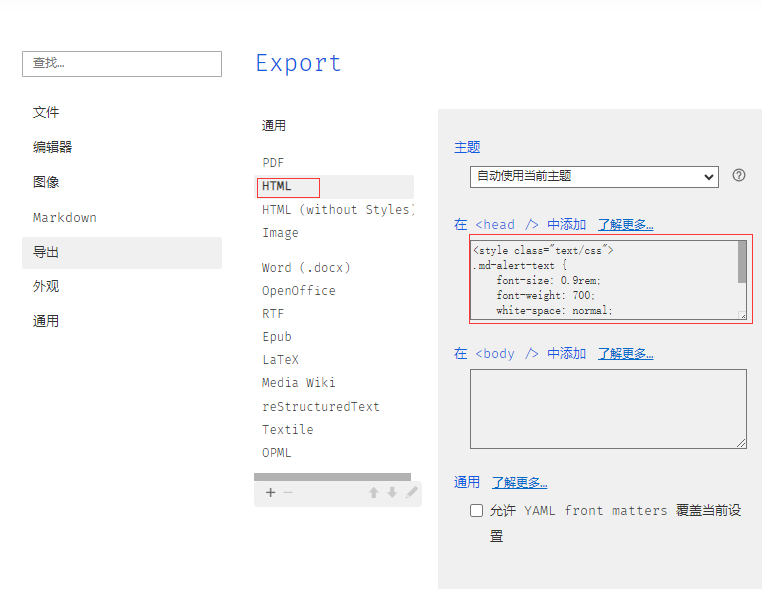 查找…
文件
编辑器
图像
Markdown
导出
外观
通用
Export
通用
PDF
HTML
HTML (without Styles)
Image
Word (.docx)
OpenOffice
RTF
Epub
LaTeX
Media Wiki
reStructuredText
Textile
OPML
主题
自动使用当前主题
在 <head /> 中添加 了解更多…
<style class="text/css">
.md-alert-text {
font-size: 0.9rem;
font-weight: 700;
white-space: normal;
在 <body /> 中添加 了解更多…
通用 了解更多…
允许 YAML front matters 覆盖当前设
置